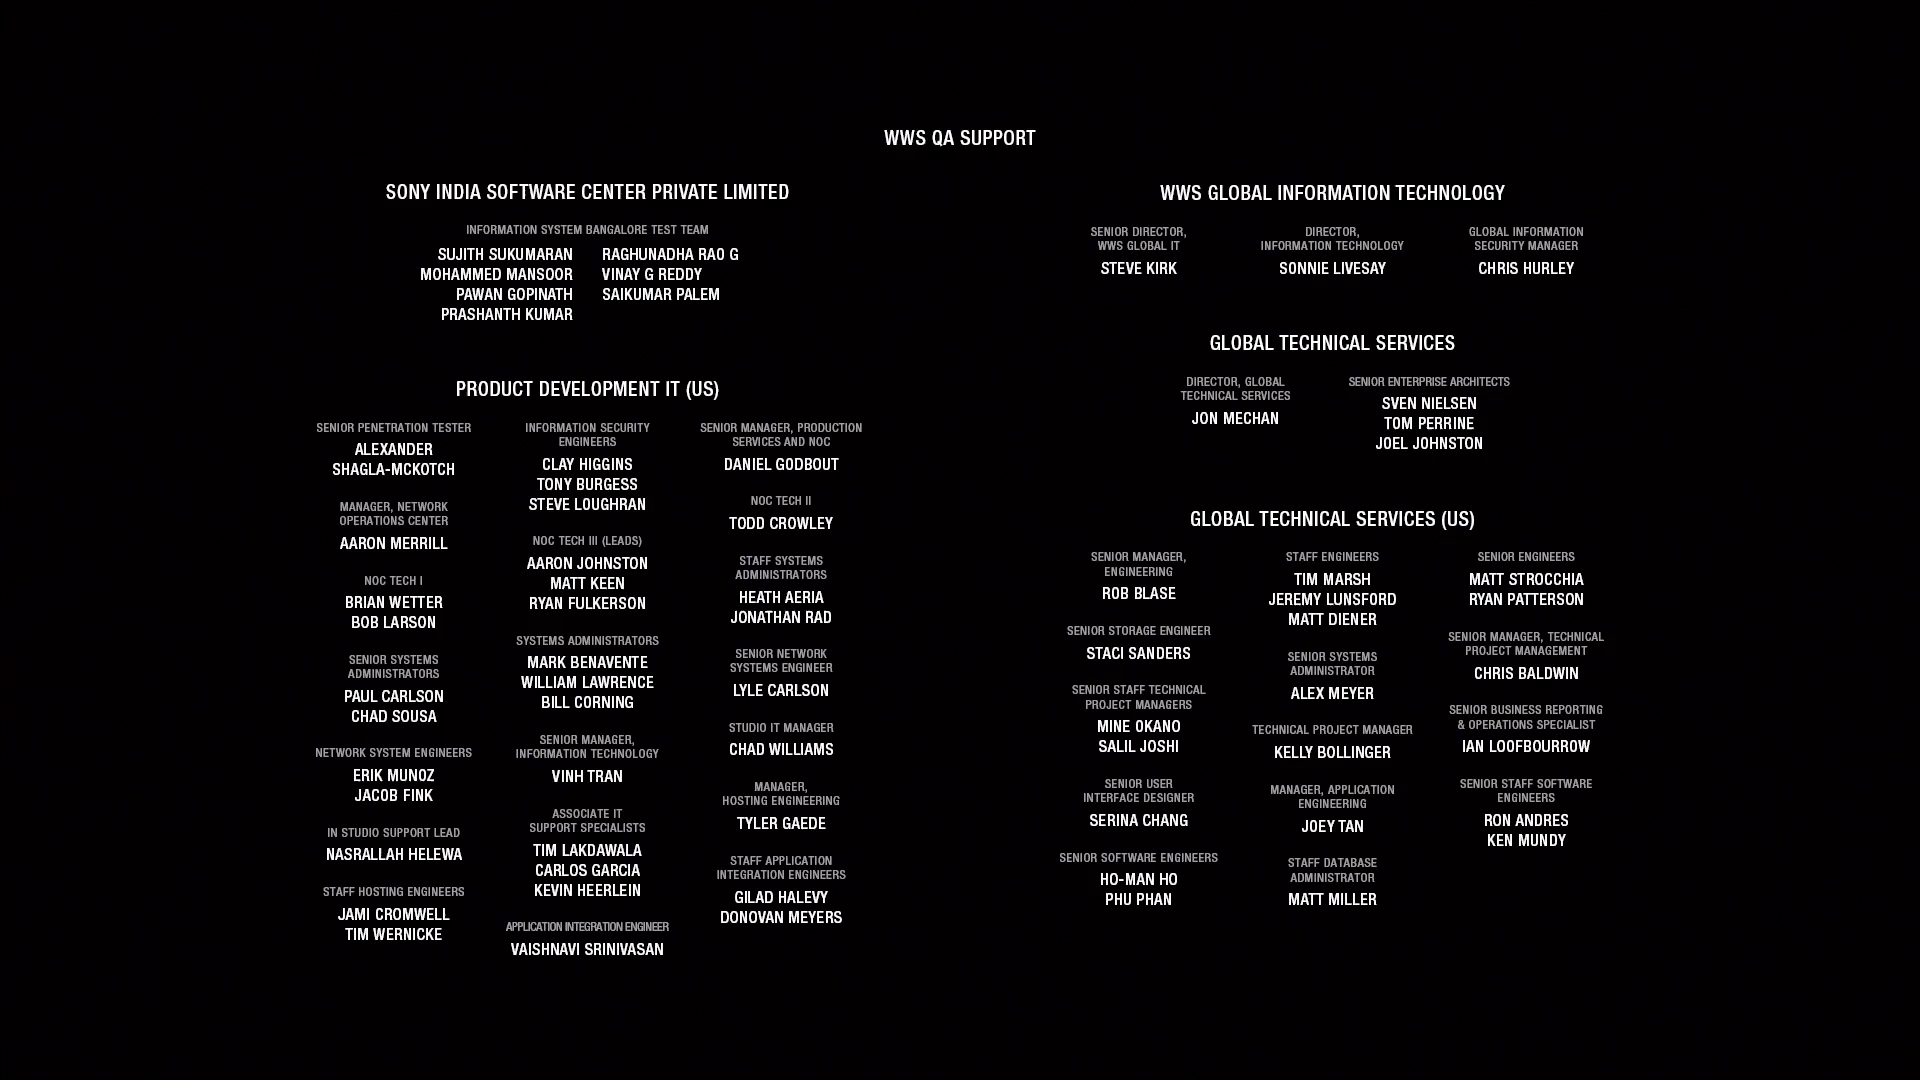 WWS QA SUPPORT
SONY INDIA SOFTWARE CENTER PRIVATE LIMITED
INFORMATION SYSTEM BANGALORE TEST TEAM
SUJITH SUKUMARAN
MOHAMMED MANSOOR
PAWAN GOPINATH
PRASHANTH KUMAR
RAGHUNADHA RAO G
VINAY G REDDY
SAIKUMAR PALEM
PRODUCT DEVELOPMENT IT (US)
SENIOR PENETRATION TESTER
ALEXANDER
SHAGLA-MCKOTCH
MANAGER, NETWORK
OPERATIONS CENTER
AARON MERRILL
NOC TECH I
BRIAN WETTER
BOB LARSON
SENIOR SYSTEMS
ADMINISTRATORS
PAUL CARLSON
CHAD SOUSA
NETWORK SYSTEM ENGINEERS
ERIK MUNOZ
JACOB FINK
IN STUDIO SUPPORT LEAD
NASRALLAH HELEWA
STAFF HOSTING ENGINEERS
JAMI CROMWELL
TIM WERNICKE
INFORMATION SECURITY
ENGINEERS
CLAY HIGGINS
TONY BURGESS
STEVE LOUGHRAN
NOC TECH III (LEADS)
AARON JOHNSTON
MATT KEEN
RYAN FULKERSON
SYSTEMS ADMINISTRATORS
MARK BENAVENTE
WILLIAM LAWRENCE
BILL CORNING
SENIOR MANAGER,
INFORMATION TECHNOLOGY
VINH TRAN
ASSOCIATE IT
SUPPORT SPECIALISTS
TIM LAKDAWALA
CARLOS GARCIA
KEVIN HEERLEIN
APPLICATION INTEGRATION ENGINEER
VAISHNAVI SRINIVASAN
SENIOR MANAGER, PRODUCTION
SERVICES AND NOC
DANIEL GODBOUT
NOC TECH II
TODD CROWLEY
STAFF SYSTEMS
ADMINISTRATORS
HEATH AERIA
JONATHAN RAD
SENIOR NETWORK
SYSTEMS ENGINEER
LYLE CARLSON
STUDIO IT MANAGER
CHAD WILLIAMS
MANAGER,
HOSTING ENGINEERING
TYLER GAEDE
STAFF APPLICATION
INTEGRATION ENGINEERS
GILAD HALEVY
DONOVAN MEYERS
WWS GLOBAL INFORMATION TECHNOLOGY
SENIOR DIRECTOR,
WWS GLOBAL IT
STEVE KIRK
DIRECTOR,
INFORMATION TECHNOLOGY
SONNIE LIVESAY
GLOBAL INFORMATION
SECURITY MANAGER
CHRIS HURLEY
GLOBAL TECHNICAL SERVICES
DIRECTOR, GLOBAL
TECHNICAL SERVICES
JON MECHAN
SENIOR ENTERPRISE ARCHITECTS
SVEN NIELSEN
TOM PERRINE
JOEL JOHNSTON
GLOBAL TECHNICAL SERVICES (US)
SENIOR MANAGER,
ENGINEERING
ROB BLASE
SENIOR STORAGE ENGINEER
STACI SANDERS
SENIOR STAFF TECHNICAL
PROJECT MANAGERS
MINE OKANO
SALIL JOSHI
SENIOR USER
INTERFACE DESIGNER
SERINA CHANG
SENIOR SOFTWARE ENGINEERS
HO-MAN HO
PHU PHAN
STAFF ENGINEERS
TIM MARSH
JEREMY LUNSFORD
MATT DIENER
SENIOR SYSTEMS
ADMINISTRATOR
ALEX MEYER
TECHNICAL PROJECT MANAGER
KELLY BOLLINGER
MANAGER, APPLICATION
ENGINEERING
JOEY TAN
STAFF DATABASE
ADMINISTRATOR
MATT MILLER
SENIOR ENGINEERS
MATT STROCCHIA
RYAN PATTERSON
SENIOR MANAGER, TECHNICAL
PROJECT MANAGEMENT
CHRIS BALDWIN
SENIOR BUSINESS REPORTING
& OPERATIONS SPECIALIST
IAN LOOFBOURROW
SENIOR STAFF SOFTWARE
ENGINEERS
RON ANDRES
KEN MUNDY